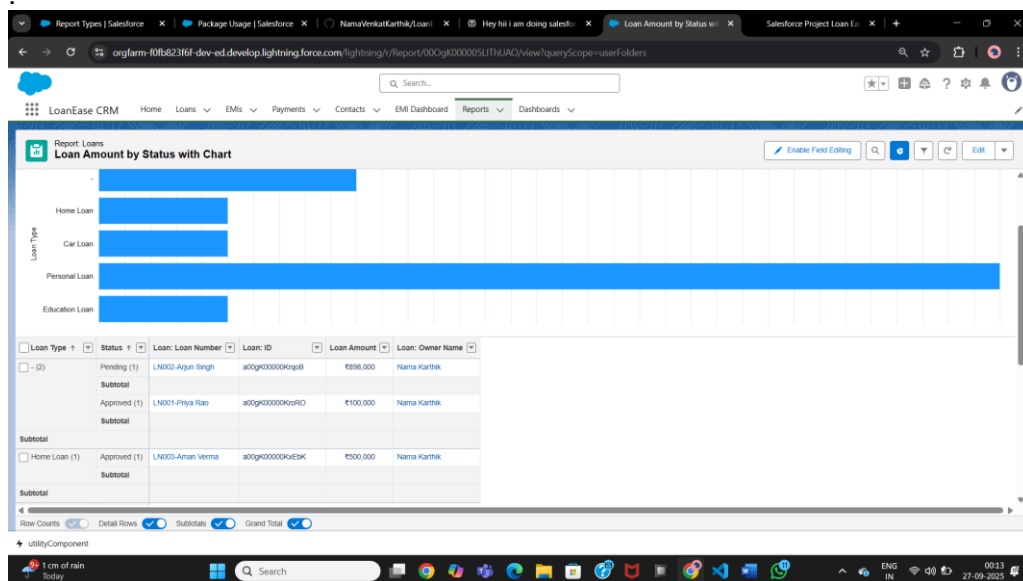 Report Types | Salesforce
Package Usage | Salesforce
NamaVenkatKarthik/LoanE
Hey hii i am doing salesfor
Loan Amount by Status wit
Salesforce Project Loan Ea
orgfarm-f0fb823f6f-dev-ed.develop.lightning.force.com/lightning/r/Report/00OgK000005LIThUAO/view?queryScope=userFolders
Search...
LoanEase CRM Home Loans EMIs Payments Contacts EMI Dashboard Reports Dashboards
Report: Loans
Loan Amount by Status with Chart
Enable Field Editing
Edit
-
Home Loan
Car Loan
Personal Loan
Education Loan
Loan Type
Loan Type ↑ Status ↑ Loan: Loan Number Loan: ID Loan Amount Loan: Owner Name
- (2) Pending (1) LN002-Arjun Singh a00gK00000KrqoB ₹898,000 Nama Karthik
Subtotal
Approved (1) LN001-Priya Rao a00gK00000KroRO ₹100,000 Nama Karthik
Subtotal
Subtotal
Home Loan (1) Approved (1) LN003-Aman Verma a00gK00000KxEbK ₹500,000 Nama Karthik
Subtotal
Subtotal
Row Counts Detail Rows Subtotals Grand Total
utilityComponent
9+
1 cm of rain
Today
Search
ENG
IN
00:13
27-09-2025